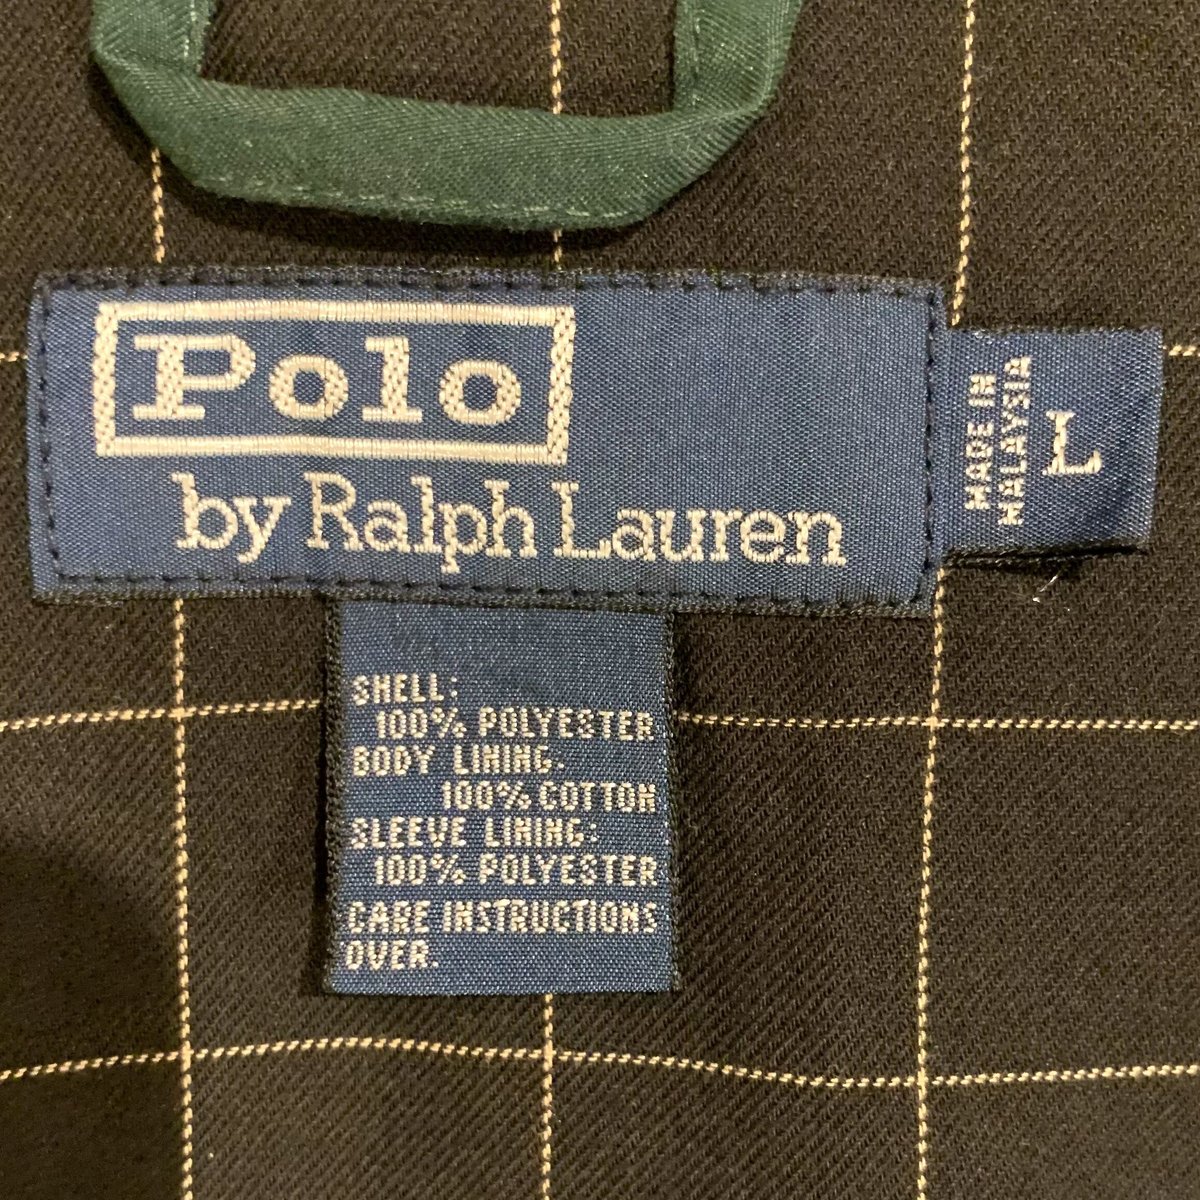 Polo
by Ralph Lauren
MADE IN
MALAYSIA
L
SHELL:
100% POLYESTER
BODY LINING.
100% COTTON
SLEEVE LINING:
100% POLYESTER
CARE INSTRUCTIONS
OVER.